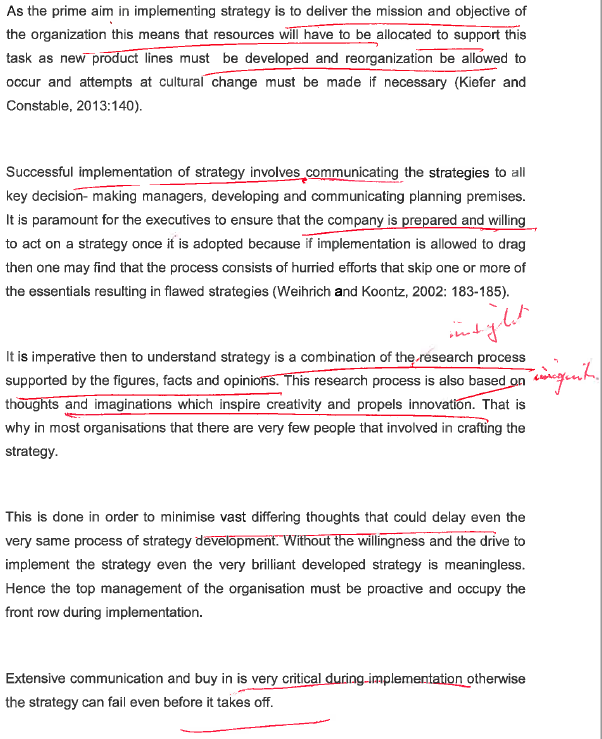 As the prime aim in implementing strategy is to deliver the mission and objective of
the organization this means that resources will have to be allocated to support this
task as new product lines must be developed and reorganization be allowed to
occur and attempts at cultural change must be made if necessary (Kiefer and
Constable, 2013:140).
Successful implementation of strategy involves communicating the strategies to all
key decision- making managers, developing and communicating planning premises.
It is paramount for the executives to ensure that the company is prepared and willing
to act on a strategy once it is adopted because if implementation is allowed to drag
then one may find that the process consists of hurried efforts that skip one or more of
the essentials resulting in flawed strategies (Weihrich and Koontz, 2002: 183-185).
insight
It is imperative then to understand strategy is a combination of the research process
supported by the figures, facts and opinions. This research process is also based on
thoughts and imaginations which inspire creativity and propels innovation. That is
why in most organisations that there are very few people that involved in crafting the
strategy.
This is done in order to minimise vast differing thoughts that could delay even the
very same process of strategy development. Without the willingness and the drive to
implement the strategy even the very brilliant developed strategy is meaningless.
Hence the top management of the organisation must be proactive and occupy the
front row during implementation.
Extensive communication and buy in is very critical during implementation otherwise
the strategy can fail even before it takes off.